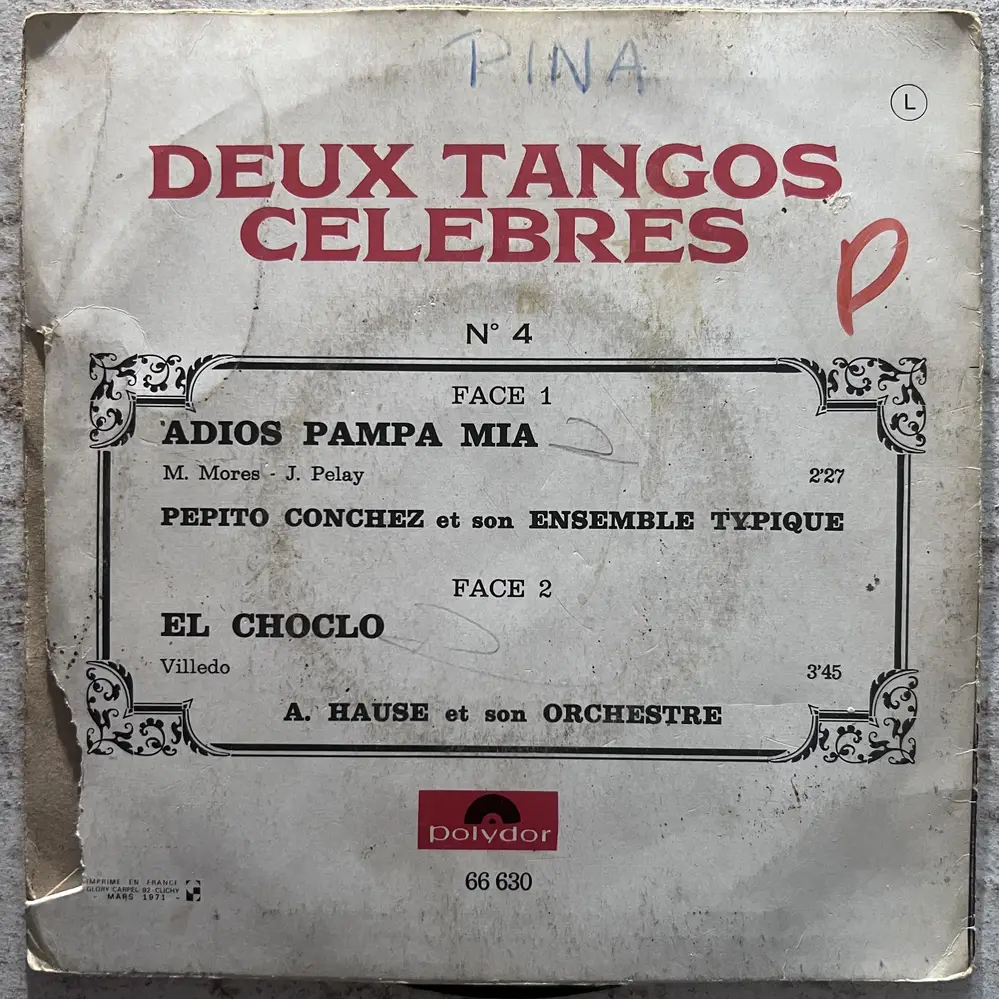 PINA
L
DEUX TANGOS
CELEBRES
P
N° 4
FACE 1
ADIOS PAMPA MIA
M. Mores - J. Pelay 2'27
PEPITO CONCHEZ et son ENSEMBLE TYPIQUE
FACE 2
EL CHOCLO
Villedo 3'45
A. HAUSE et son ORCHESTRE
polydor
66 630
IMPRIME EN FRANCE
GLORY CARPEL 92-CLICHY
- MARS 1971 -